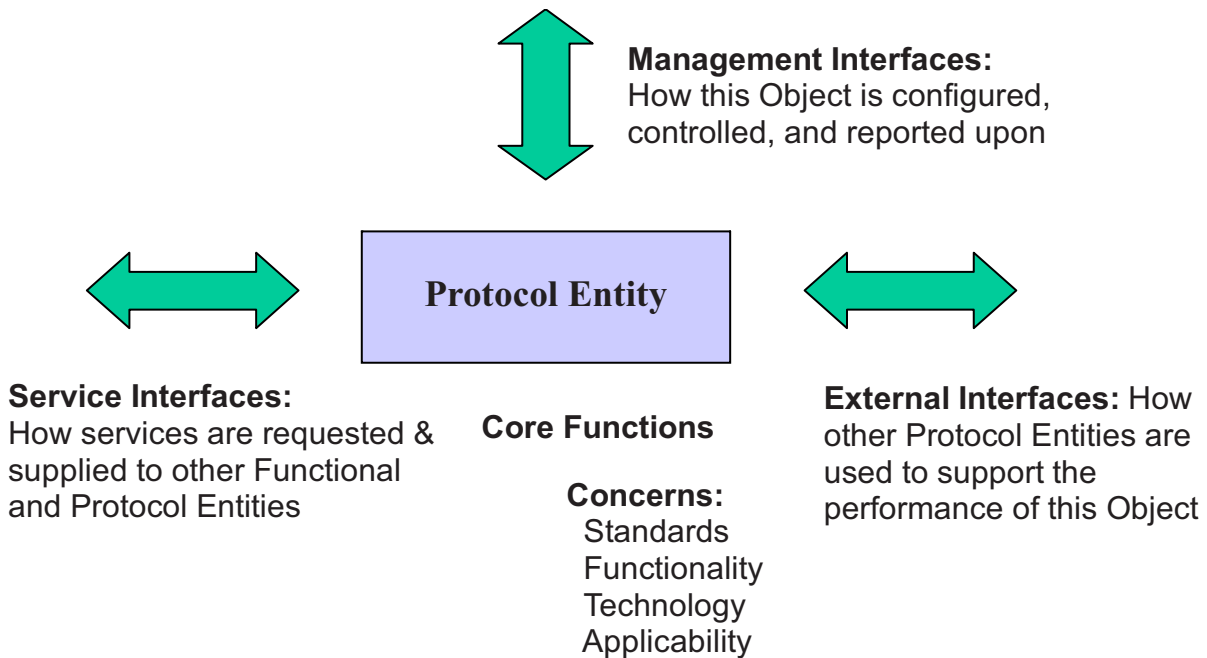 Management Interfaces:
How this Object is configured,
controlled, and reported upon
Protocol Entity
Service Interfaces:
How services are requested &
supplied to other Functional
and Protocol Entities
Core Functions
Concerns:
Standards
Functionality
Technology
Applicability
External Interfaces: How
other Protocol Entities are
used to support the
performance of this Object